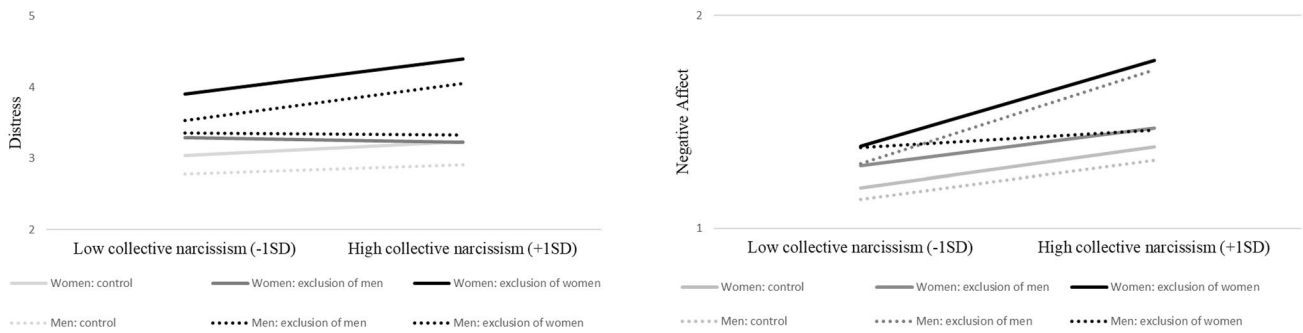 5
4
Distress
3
2
Low collective narcissism (-1SD) High collective narcissism (+1SD)
Women: control Women: exclusion of men Women: exclusion of women
Men: control Men: exclusion of men Men: exclusion of women
2
Negative Affect
1
Low collective narcissism (-1SD) High collective narcissism (+1SD)
Women: control Women: exclusion of men Women: exclusion of women
Men: control Men: exclusion of men Men: exclusion of women